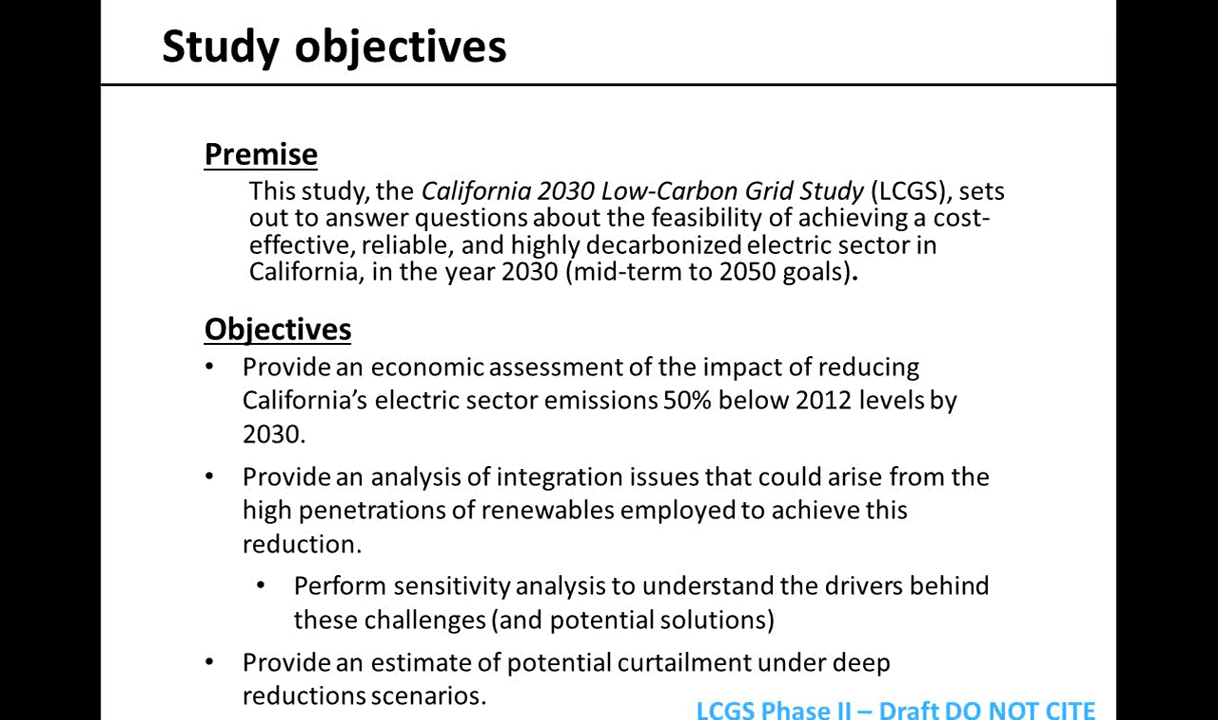 Study objectives
Premise
This study, the California 2030 Low-Carbon Grid Study (LCGS), sets
out to answer questions about the feasibility of achieving a cost-
effective, reliable, and highly decarbonized electric sector in
California, in the year 2030 (mid-term to 2050 goals).
Objectives
• Provide an economic assessment of the impact of reducing
California's electric sector emissions 50% below 2012 levels by
2030.
• Provide an analysis of integration issues that could arise from the
high penetrations of renewables employed to achieve this
reduction.
• Perform sensitivity analysis to understand the drivers behind
these challenges (and potential solutions)
• Provide an estimate of potential curtailment under deep
reductions scenarios.
LCGS Phase II – Draft DO NOT CITE